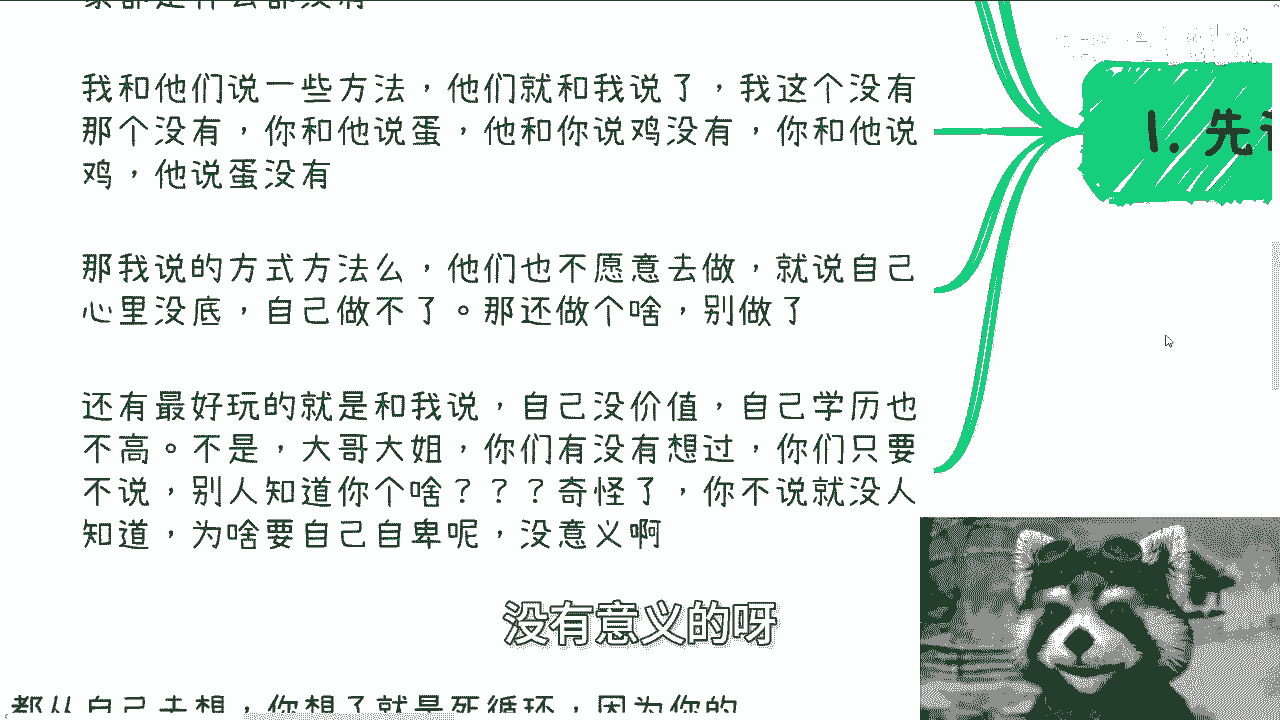 家都是什么都没有
我和他们说一些方法，他们就和我说了，我这个没有
那个没有，你和他说蛋，他和你说鸡没有，你和他说
鸡，他说蛋没有
那我说的方式方法么，他们也不愿意去做，就说自己
心里没底，自己做不了。那还做个啥，别做了
还有最好玩的就是和我说，自己没价值，自己学历也
不高。不是，大哥大姐，你们有没有想过，你们只要
不说，别人知道你个啥？？？奇怪了，你不说就没人
知道，为啥要自己自卑呢，没意义啊
1. 先
没有意义的呀
都从自己去想，你想了就是死循环，因为你的